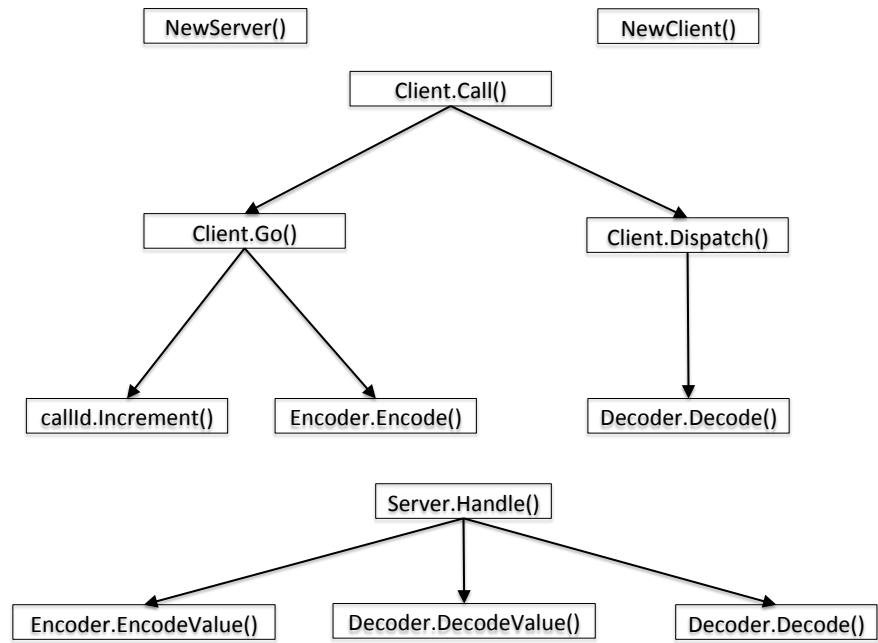 NewServer()
NewClient()
Client.Call()
Client.Go()
Client.Dispatch()
callId.Increment()
Encoder.Encode()
Decoder.Decode()
Server.Handle()
Encoder.EncodeValue()
Decoder.DecodeValue()
Decoder.Decode()